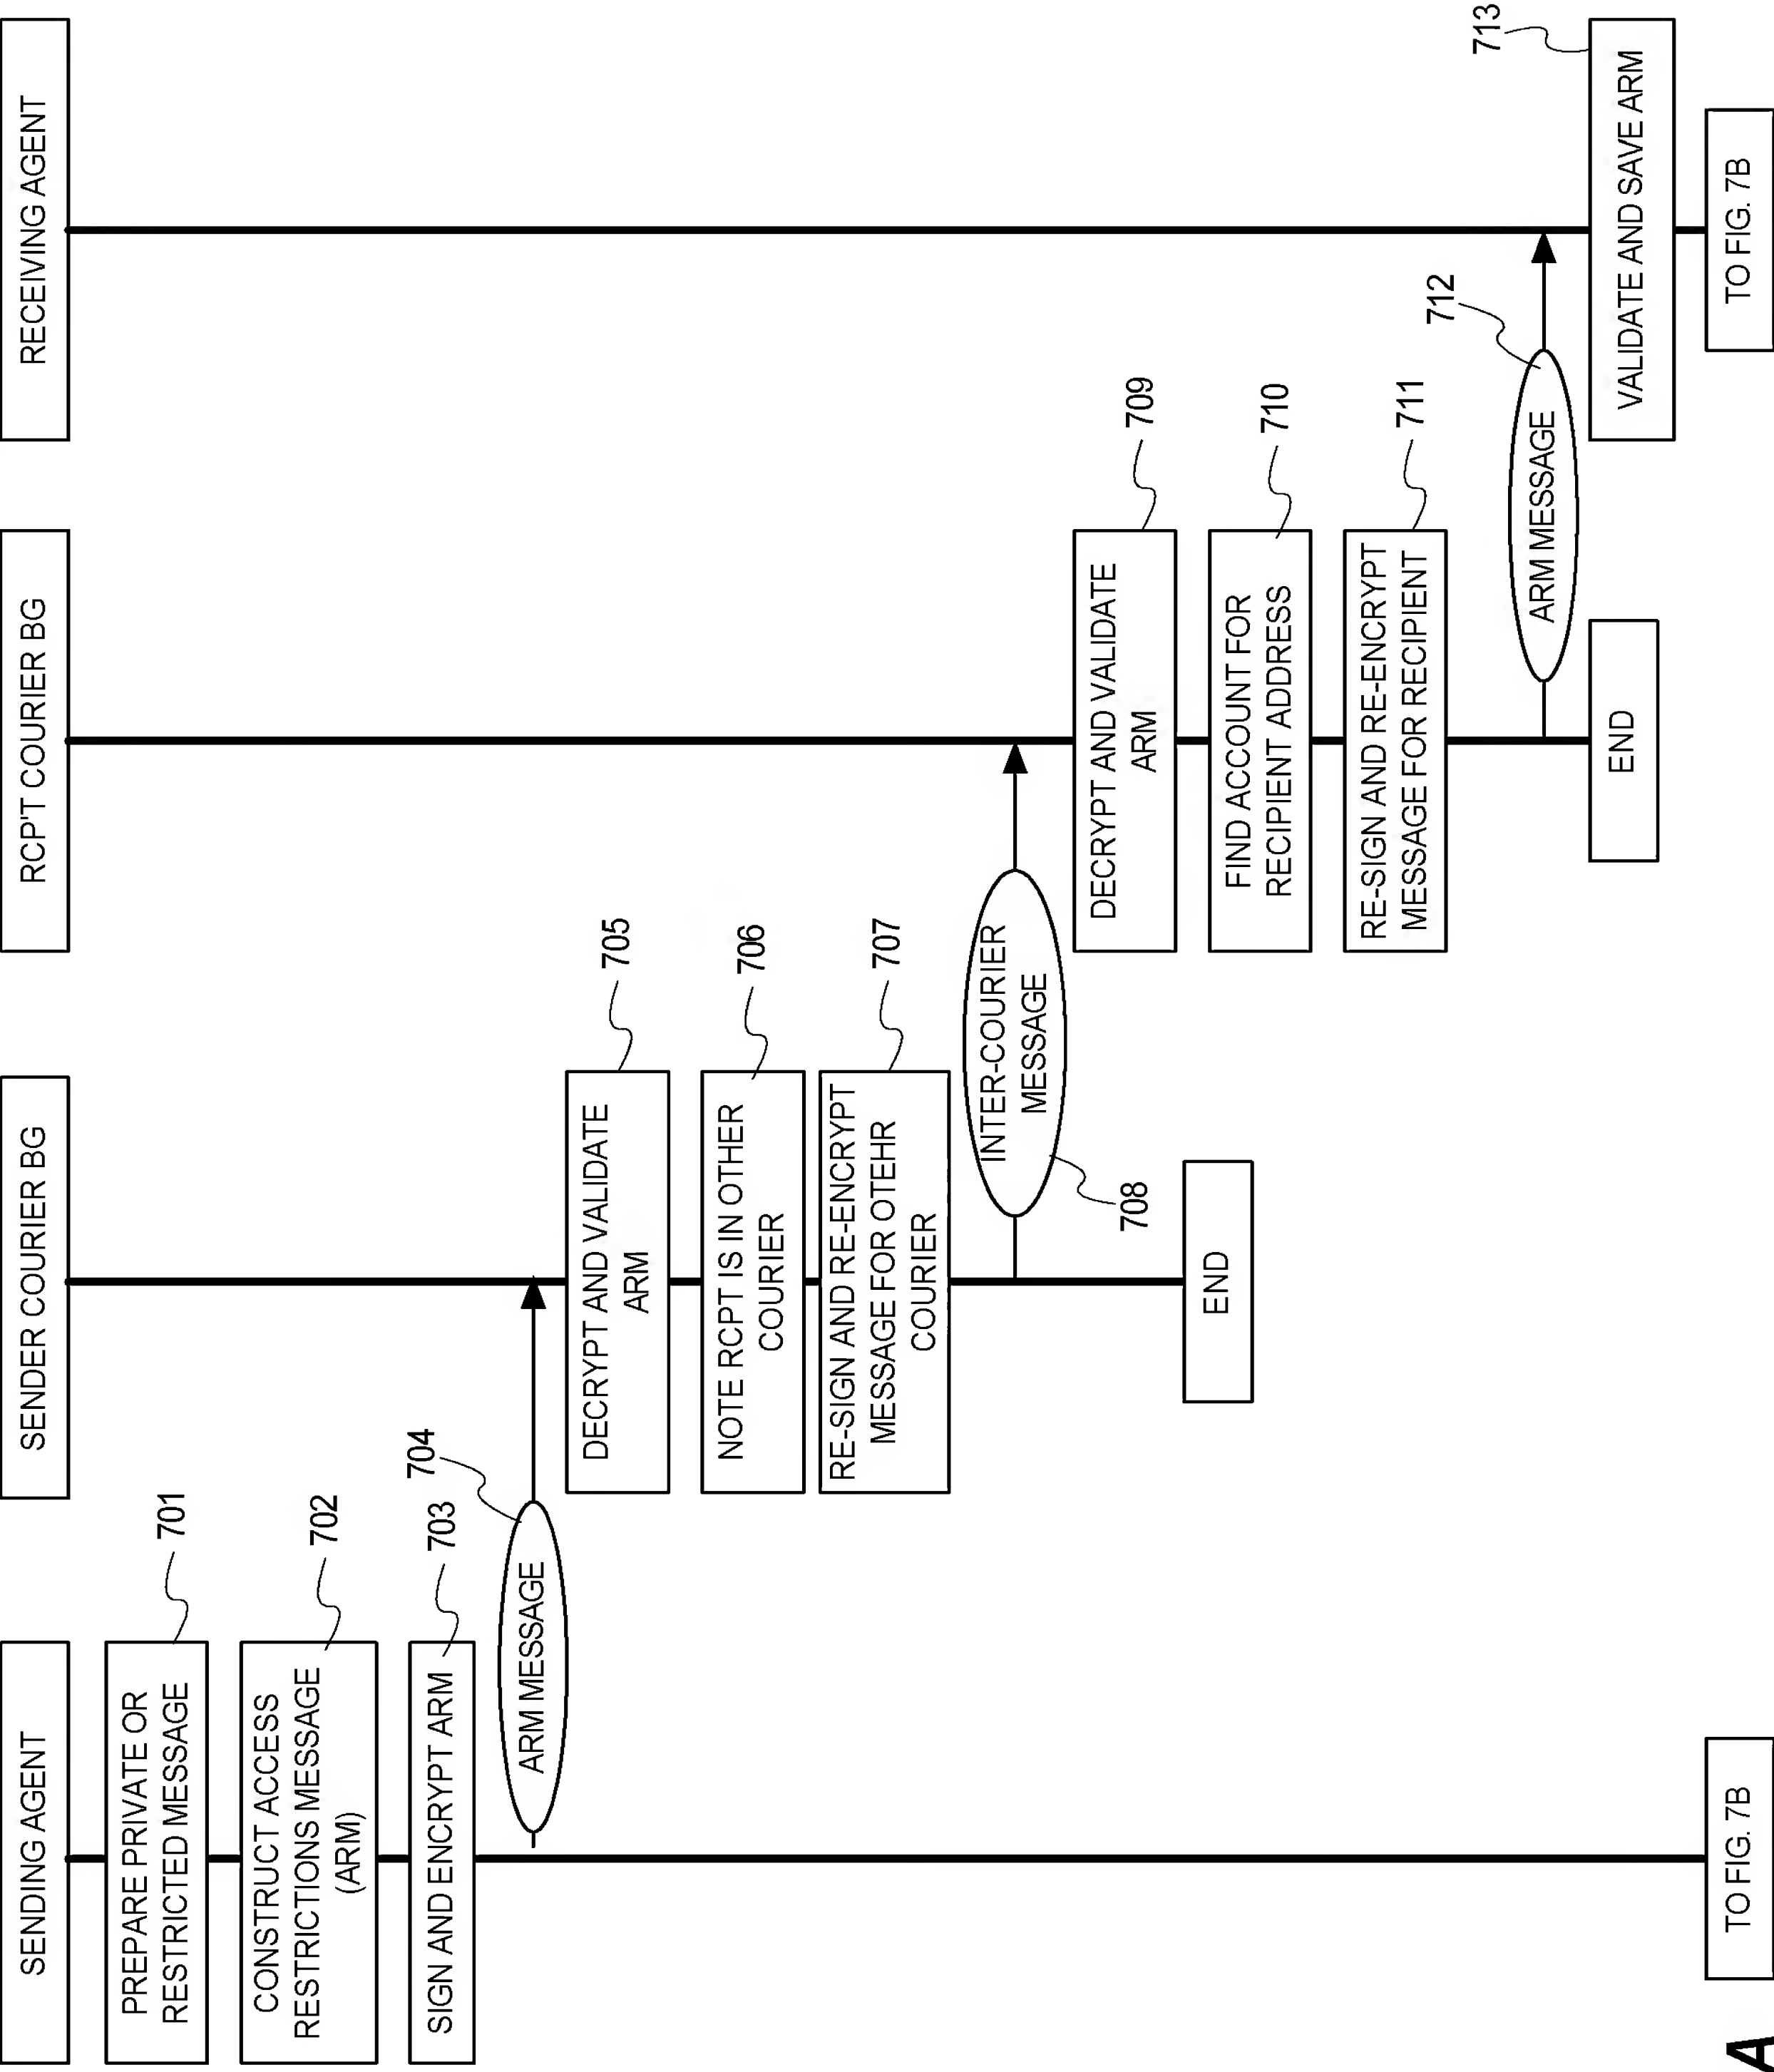 SENDING AGENT
SENDER COURIER BG
RCP'T COURIER BG
RECEIVING AGENT
PREPARE PRIVATE OR
RESTRICTED MESSAGE
701
CONSTRUCT ACCESS
RESTRICTIONS MESSAGE
(ARM)
702
SIGN AND ENCRYPT ARM
703
ARM MESSAGE
704
DECRYPT AND VALIDATE
ARM
705
NOTE RCPT IS IN OTHER
COURIER
706
RE-SIGN AND RE-ENCRYPT
MESSAGE FOR OTEHR
COURIER
707
INTER-COURIER
MESSAGE
708
DECRYPT AND VALIDATE
ARM
709
FIND ACCOUNT FOR
RECIPIENT ADDRESS
710
RE-SIGN AND RE-ENCRYPT
MESSAGE FOR RECIPIENT
711
ARM MESSAGE
712
VALIDATE AND SAVE ARM
713
END
END
TO FIG. 7B
TO FIG. 7B
A